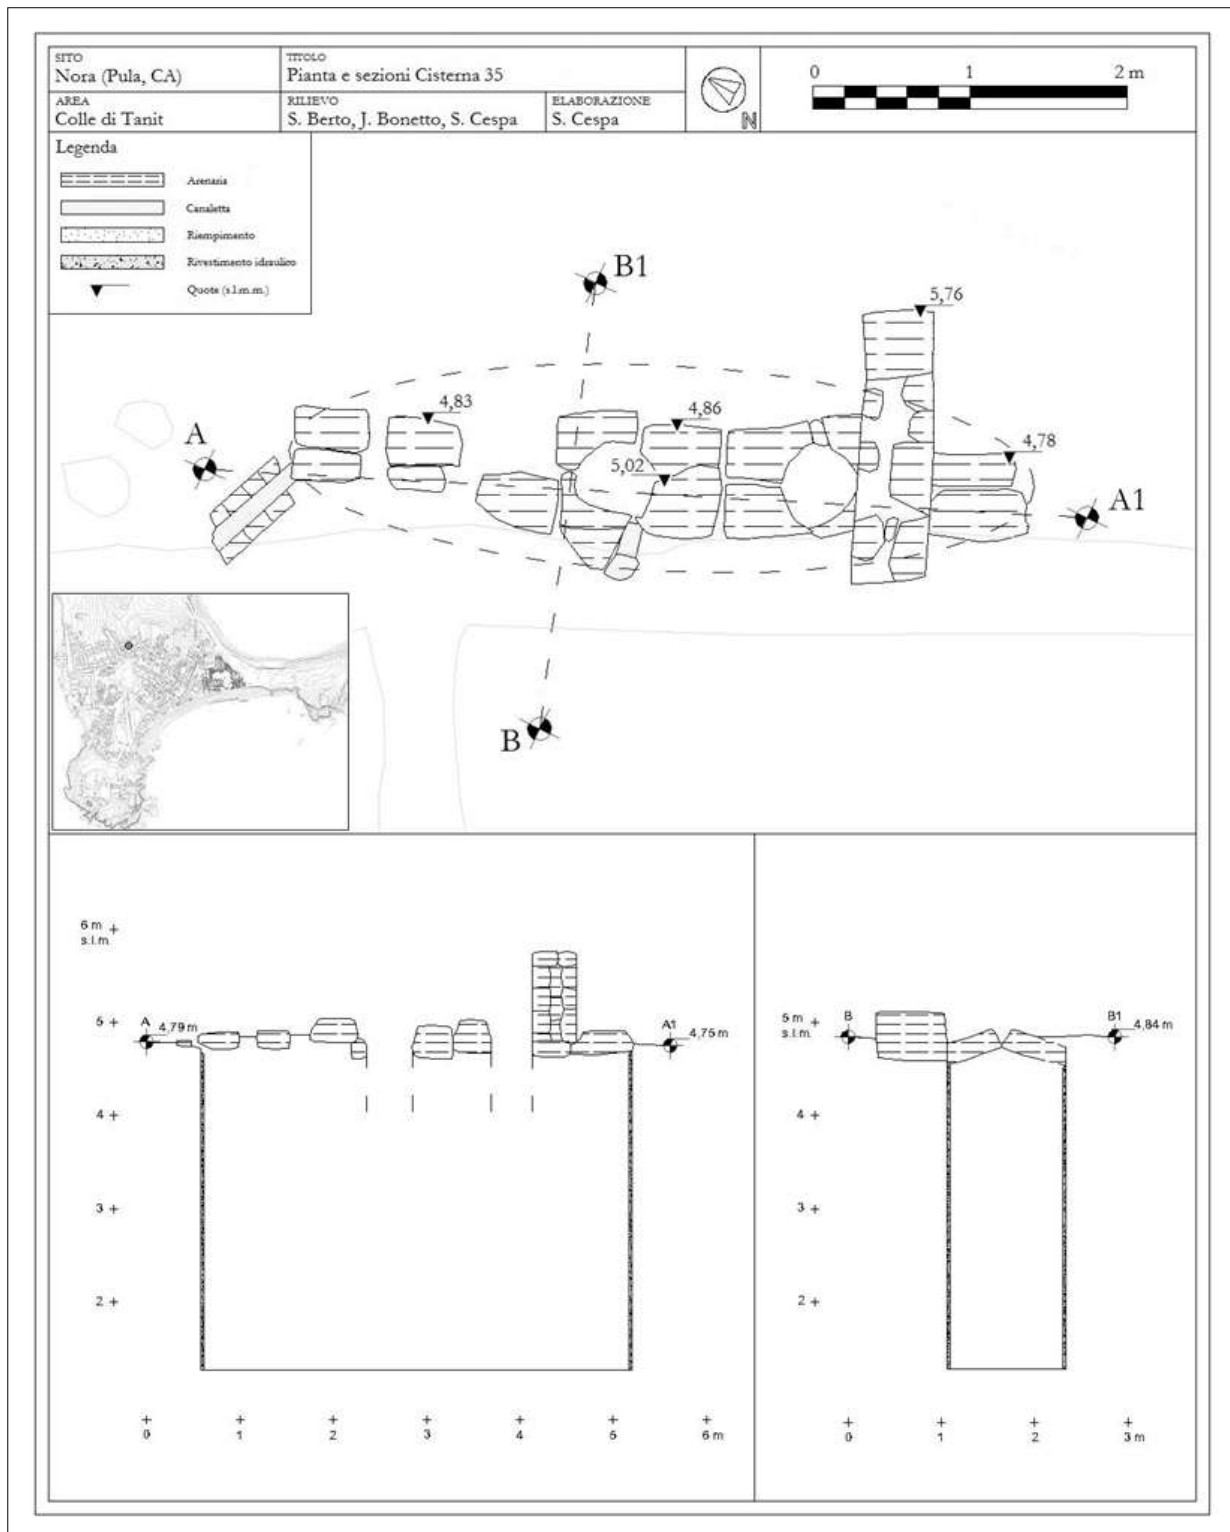 SITO
Nora (Pula, CA)
TITOLO
Pianta e sezioni Cisterna 35
AREA
Colle di Tanit
RILIEVO
S. Berto, J. Bonetto, S. Cespa
ELABORAZIONE
S. Cespa
N
0 1 2 m
Legenda
Arenaria
Canaletta
Riempimento
Rivestimento idraulico
Quote (s.l.m.m.)
B1
5,76
4,83
4,86
A
4,78
5,02
A1
B
6 m
s.l.m.
5
A
4,79 m
A1
4,75 m
4
3
2
0 1 2 3 4 5 6 m
5 m
s.l.m.
B
B1
4,84 m
4
3
2
0 1 2 3 m